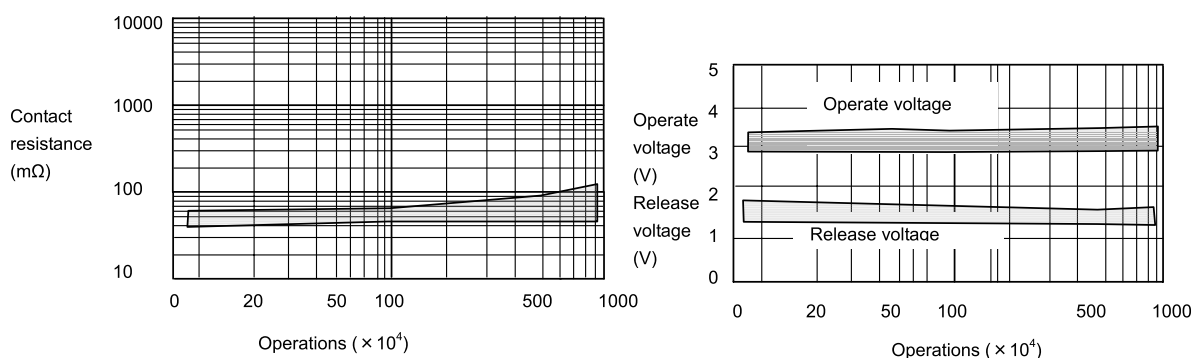 10000
1000
100
10
Contact
resistance
(mΩ)
0 20 50 100 500 1000
Operations (×10⁴)
5
4
3
2
1
0
Operate
voltage
(V)
Release
voltage
(V)
Operate voltage
Release voltage
0 20 50 100 500 1000
Operations (×10⁴)